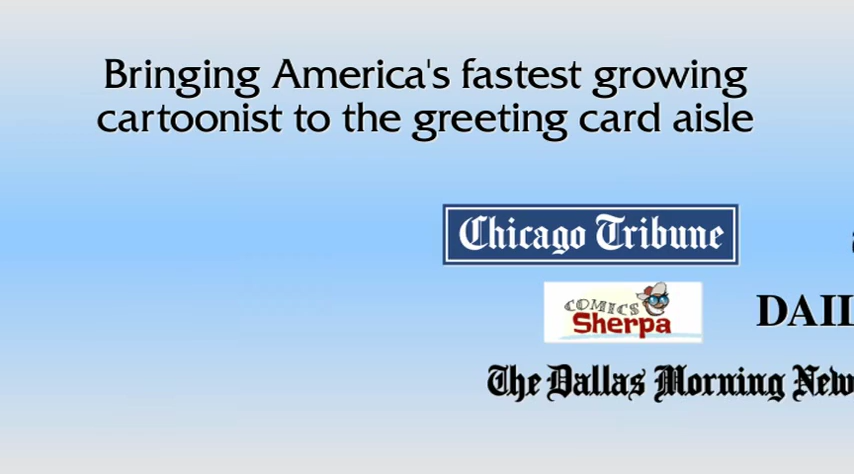 Bringing America's fastest growing
cartoonist to the greeting card aisle
Chicago Tribune
COMICS
Sherpa
DAIL
The Dallas Morning New